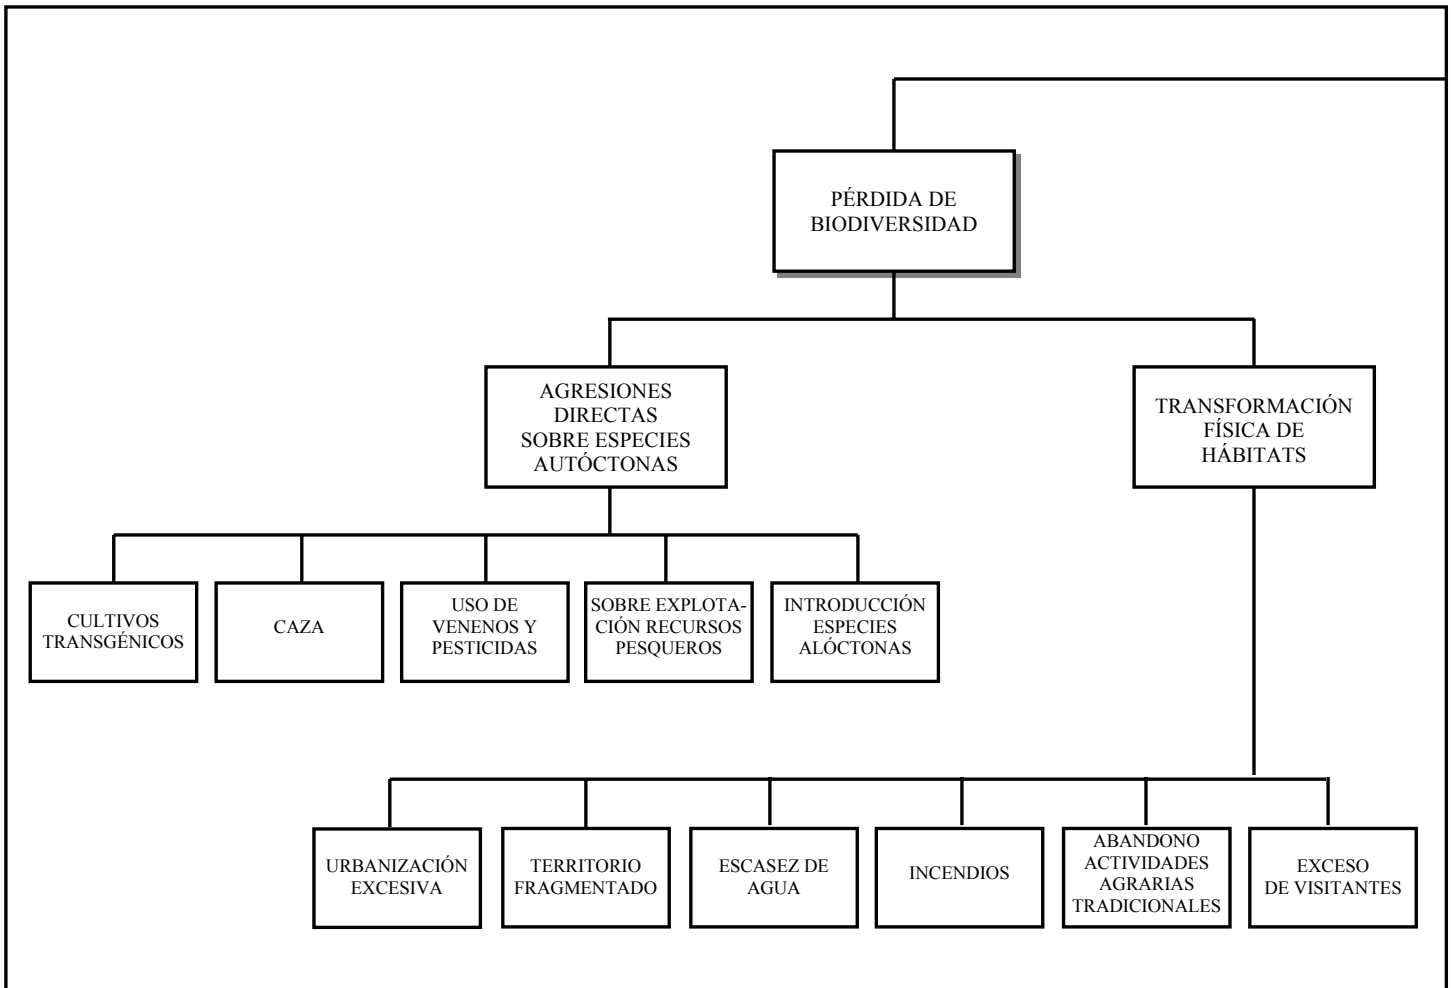 PÉRDIDA DE
BIODIVERSIDAD
AGRESIONES
DIRECTAS
SOBRE ESPECIES
AUTÓCTONAS
TRANSFORMACIÓN
FÍSICA DE
HÁBITATS
CULTIVOS
TRANSGÉNICOS
CAZA
USO DE
VENENOS Y
PESTICIDAS
SOBRE EXPLOTA-
CIÓN RECURSOS
PESQUEROS
INTRODUCCIÓN
ESPECIES
ALÓCTONAS
URBANIZACIÓN
EXCESIVA
TERRITORIO
FRAGMENTADO
ESCASEZ DE
AGUA
INCENDIOS
ABANDONO
ACTIVIDADES
AGRARIAS
TRADICIONALES
EXCESO
DE VISITANTES